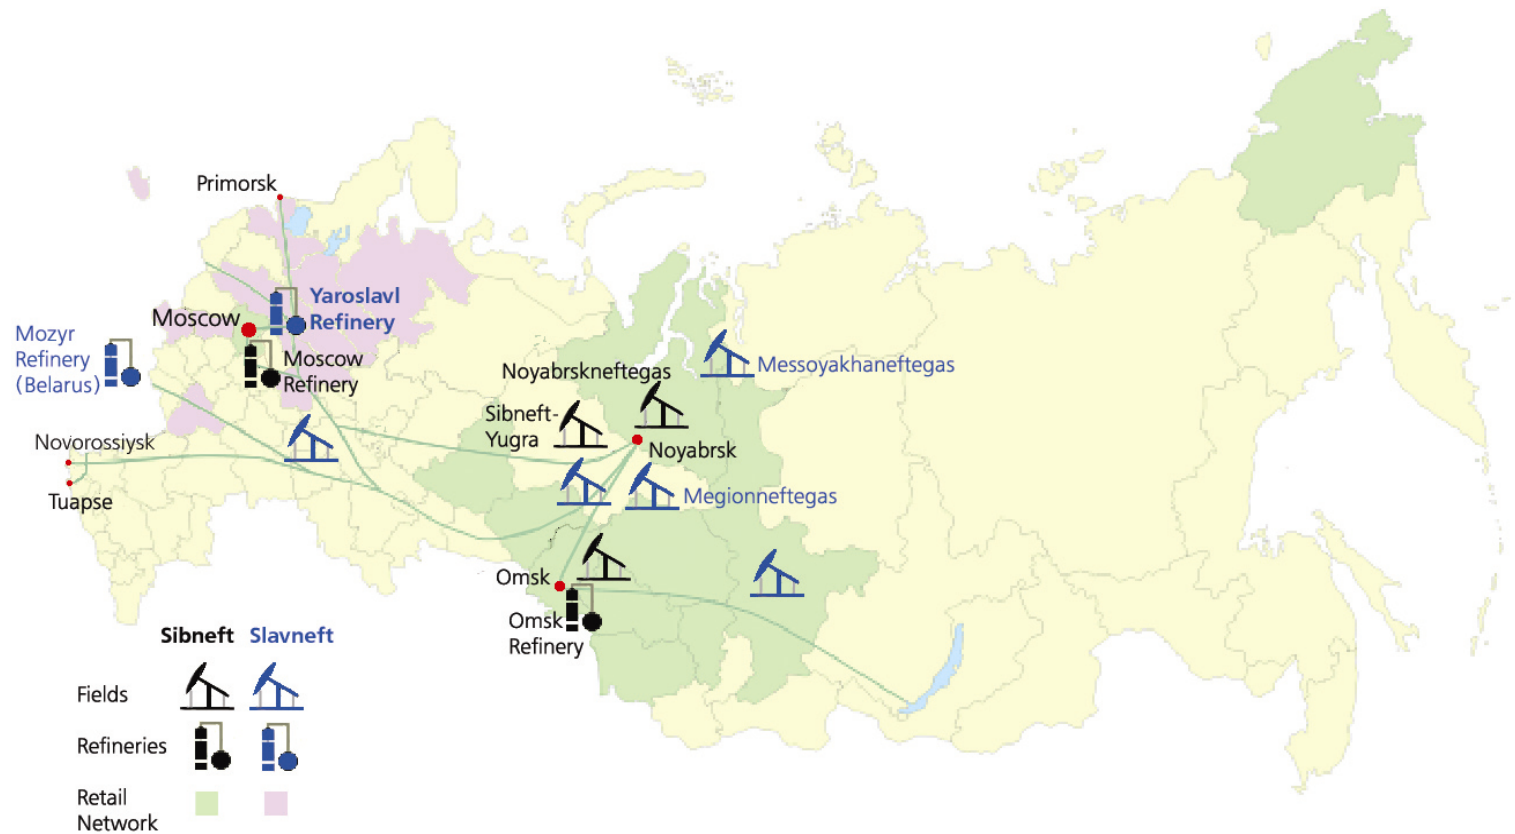 Primorsk
Yaroslavl
Refinery
Moscow
Mozyr
Refinery
(Belarus)
Moscow
Refinery
Messoyakhaneftegas
Noyabrskneftegas
Sibneft-
Yugra
Novorossiysk
Noyabrsk
Tuapse
Megionneftegas
Omsk
Omsk
Refinery
Sibneft Slavneft
Fields
Refineries
Retail
Network